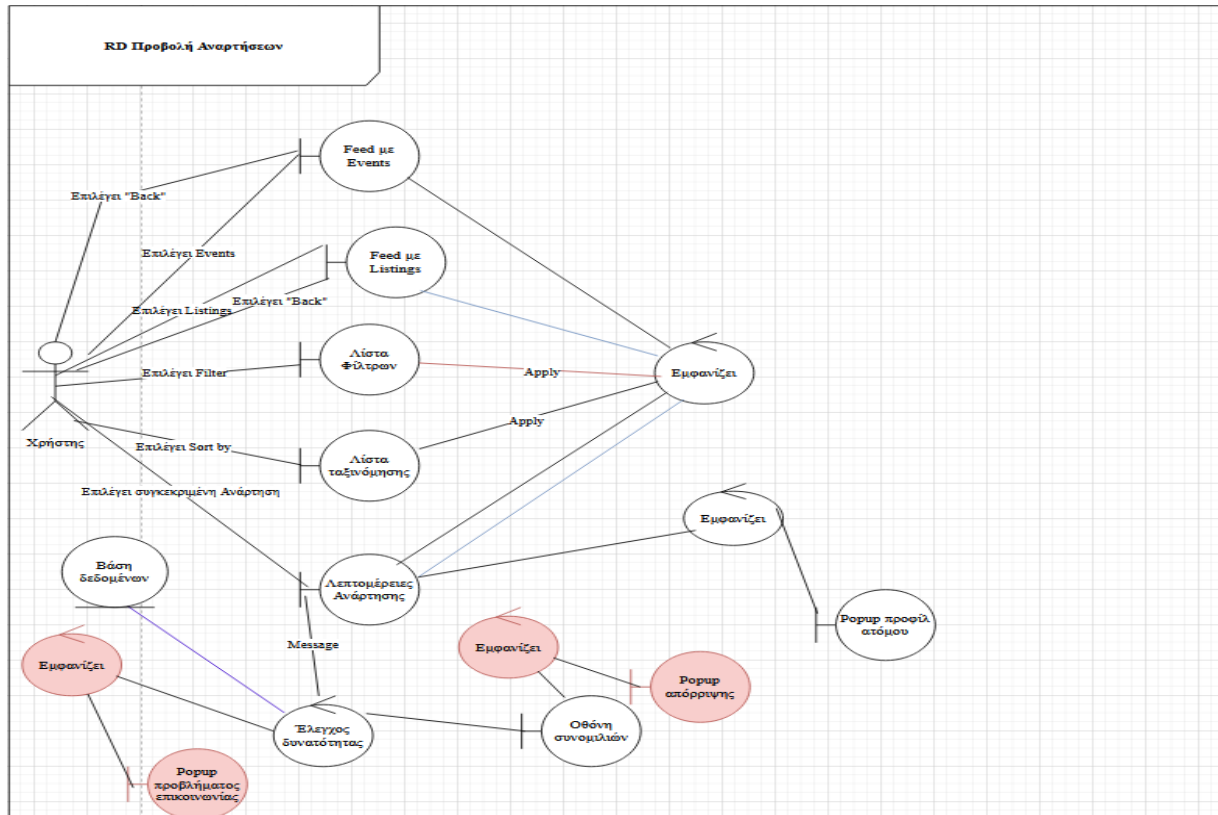 RD Προβολή Αναρτήσεων
Feed με
Events
Επιλέγει "Back"
Επιλέγει Events
Feed με
Listings
Επιλέγει Listings
Επιλέγει "Back"
Λίστα
Φίλτρων
Επιλέγει Filter
Apply
Εμφανίζει
Χρήστης
Επιλέγει Sort by
Λίστα
ταξινόμησης
Apply
Επιλέγει συγκεκριμένη Ανάρτηση
Εμφανίζει
Βάση
δεδομένων
Λεπτομέρειες
Ανάρτησης
Popup προφίλ
ατόμου
Message
Εμφανίζει
Εμφανίζει
Popup
απόρριψης
Έλεγχος
δυνατότητας
Οθόνη
συνομιλιών
Popup
προβλήματος
επικοινωνίας